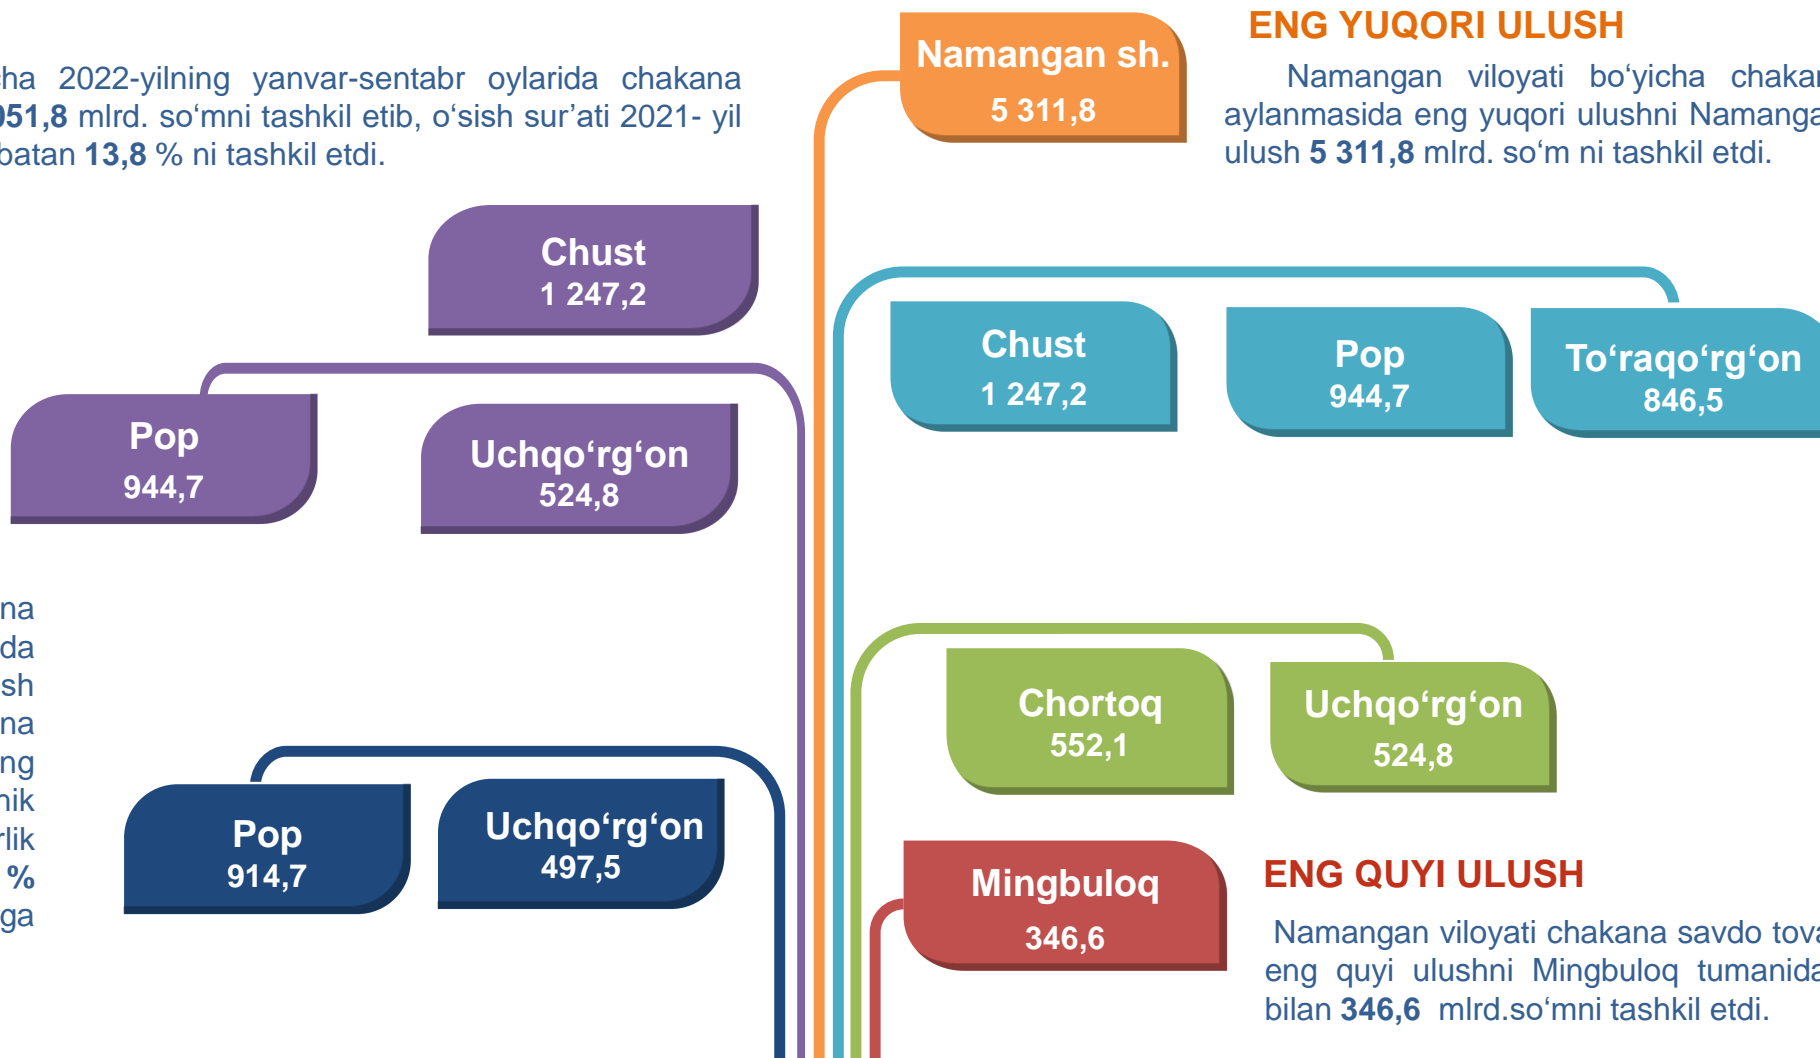 2022-yilning yanvar-sentabr oylarida chakana
mlrd. so‘mni tashkil etib, o‘sish sur’ati 2021- yil
13,8 % ni tashkil etdi.
Namangan sh.
5 311,8
ENG YUQORI ULUSH
Namangan viloyati bo‘yicha
aylanmasida eng yuqori ulushni
ulush 5 311,8 mlrd. so‘m ni tashkil etdi.
Chust
1 247,2
Pop
944,7
Uchqo‘rg‘on
524,8
Chust
1 247,2
Pop
944,7
To‘raqo‘rg‘on
846,5
%
Pop
914,7
Uchqo‘rg‘on
497,5
Chortoq
552,1
Uchqo‘rg‘on
524,8
Mingbuloq
346,6
ENG QUYI ULUSH
Namangan viloyati chakana savdo
eng quyi ulushni Mingbuloq
bilan 346,6 mlrd.so‘mni tashkil etdi.